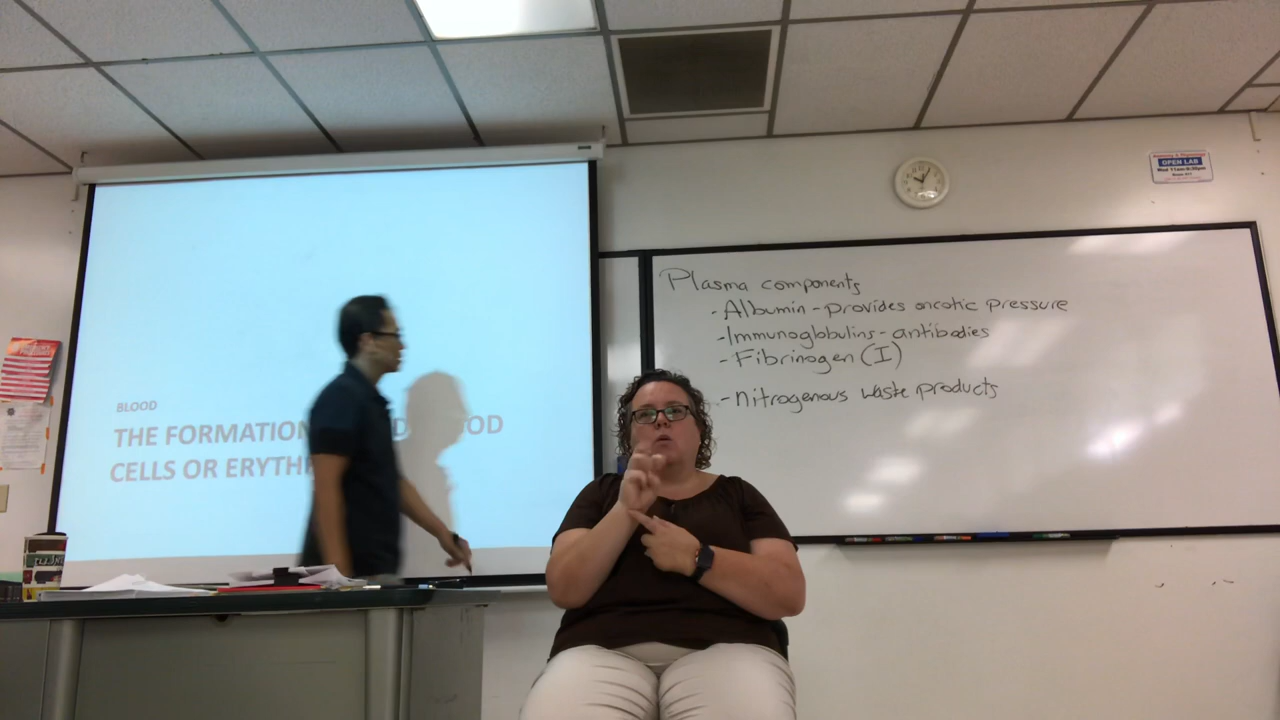 BLOOD
THE FORMATION OOD
CELLS OR ERYTH
Plasma components
- Albumin - provides oncotic pressure
- Immunoglobulins - antibodies
- Fibrinogen (I)
- nitrogenous waste products
OPEN LAB